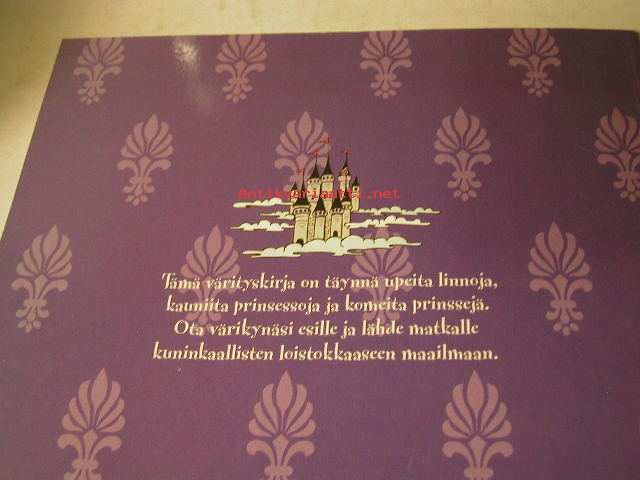 Antikvariaatti.net
Tämä värityskirja on täynnä upeita linnoja,
kauniita prinsessoja ja komeita prinssejä.
Ota värikynäsi esille ja lähde matkalle
kuninkaallisten loistokkaaseen maailmaan.